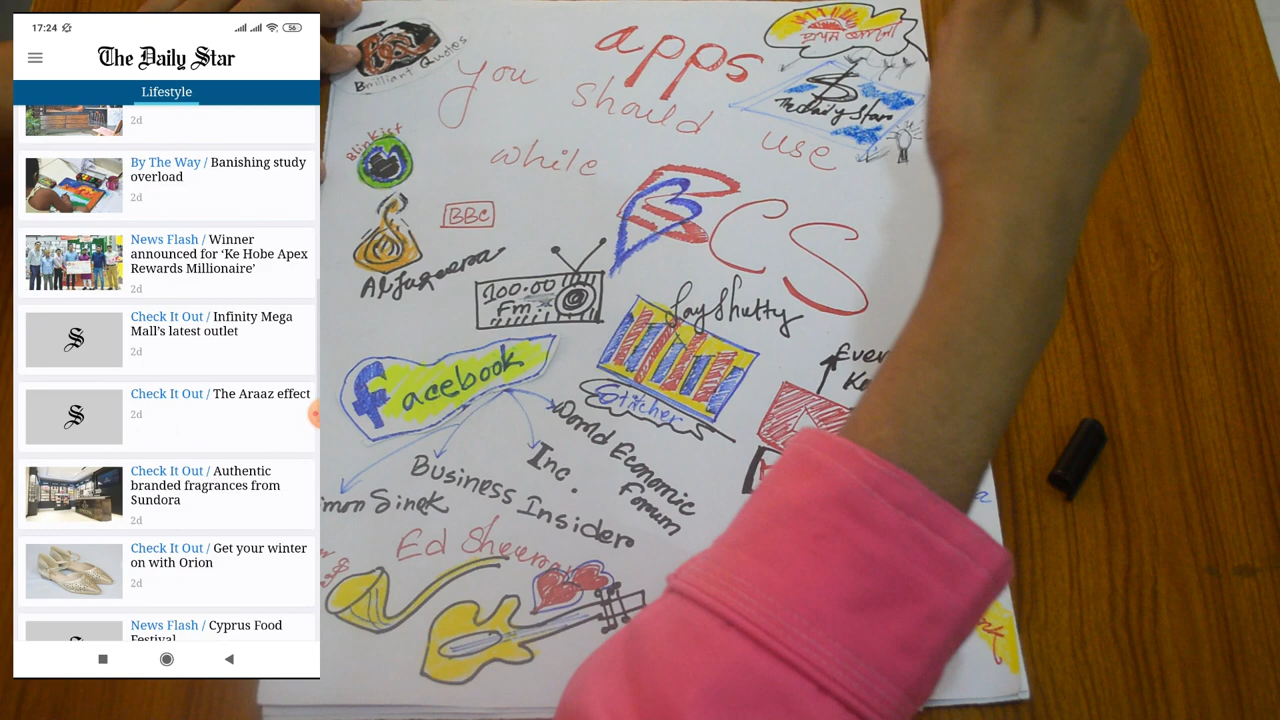 17:24
56
The Daily Star
Lifestyle
2d
By The Way / Banishing study
overload
2d
News Flash / Winner
announced for ‘Ke Hobe Apex
Rewards Millionaire’
2d
Check It Out / Infinity Mega
Mall’s latest outlet
2d
Check It Out / The Araaz effect
2d
Check It Out / Authentic
branded fragrances from
Sundora
2d
Check It Out / Get your winter
on with Orion
2d
News Flash / Cyprus Food
Festival
Brilliant Quotes
apps
প্রথম আলো
you should use
The daily Star
while
BCS
Blinkist
BBC
Aljazeera
100.00
Fm
Jay Shutty
Stitcher
facebook
World Economic
Forum
Inc.
Business Insider
Ed Sheeran